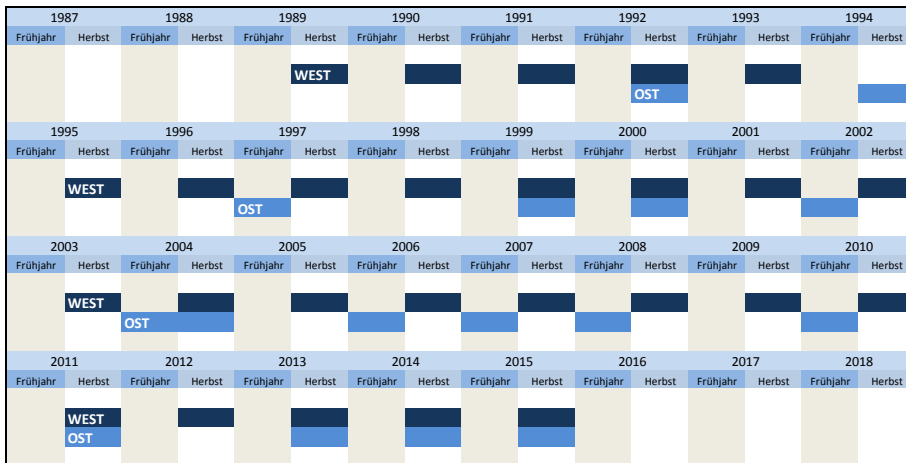 1987 1988 1989 1990 1991 1992 1993 1994
Frühjahr Herbst Frühjahr Herbst Frühjahr Herbst Frühjahr Herbst Frühjahr Herbst Frühjahr Herbst Frühjahr Herbst Frühjahr Herbst
WEST
OST
1995 1996 1997 1998 1999 2000 2001 2002
Frühjahr Herbst Frühjahr Herbst Frühjahr Herbst Frühjahr Herbst Frühjahr Herbst Frühjahr Herbst Frühjahr Herbst Frühjahr Herbst
WEST
OST
2003 2004 2005 2006 2007 2008 2009 2010
Frühjahr Herbst Frühjahr Herbst Frühjahr Herbst Frühjahr Herbst Frühjahr Herbst Frühjahr Herbst Frühjahr Herbst Frühjahr Herbst
WEST
OST
2011 2012 2013 2014 2015 2016 2017 2018
Frühjahr Herbst Frühjahr Herbst Frühjahr Herbst Frühjahr Herbst Frühjahr Herbst Frühjahr Herbst Frühjahr Herbst Frühjahr Herbst
WEST
OST